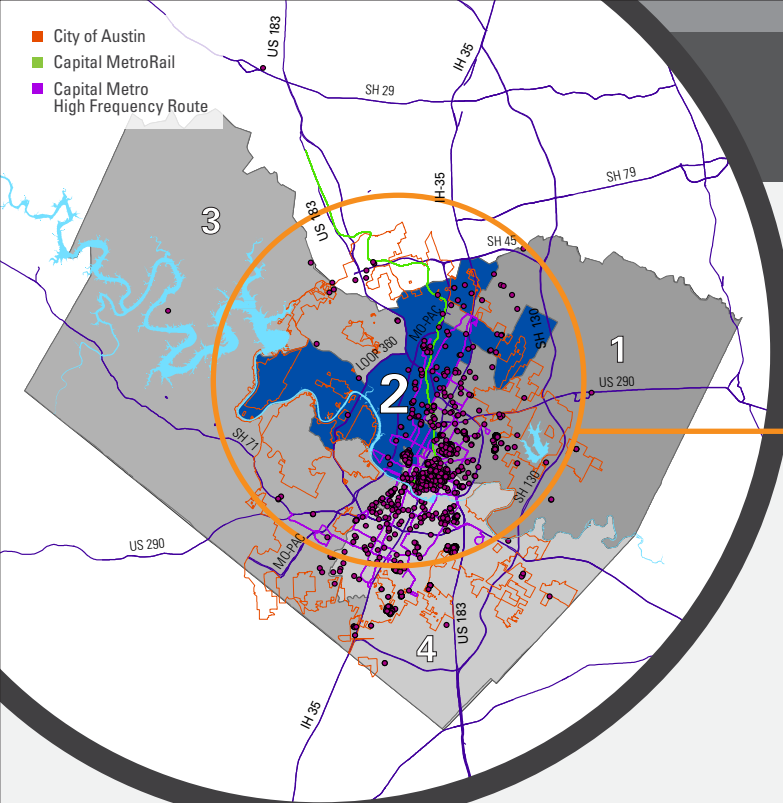 City of Austin
Capital MetroRail
Capital Metro
High Frequency Route
US 183
IH 35
SH 29
SH 79
IH-35
US 183
3
SH 45
MO-PAC
SH 130
LOOP 360
1
2
US 290
SH 71
SH 130
US 290
MO-PAC
US 183
4
IH 35